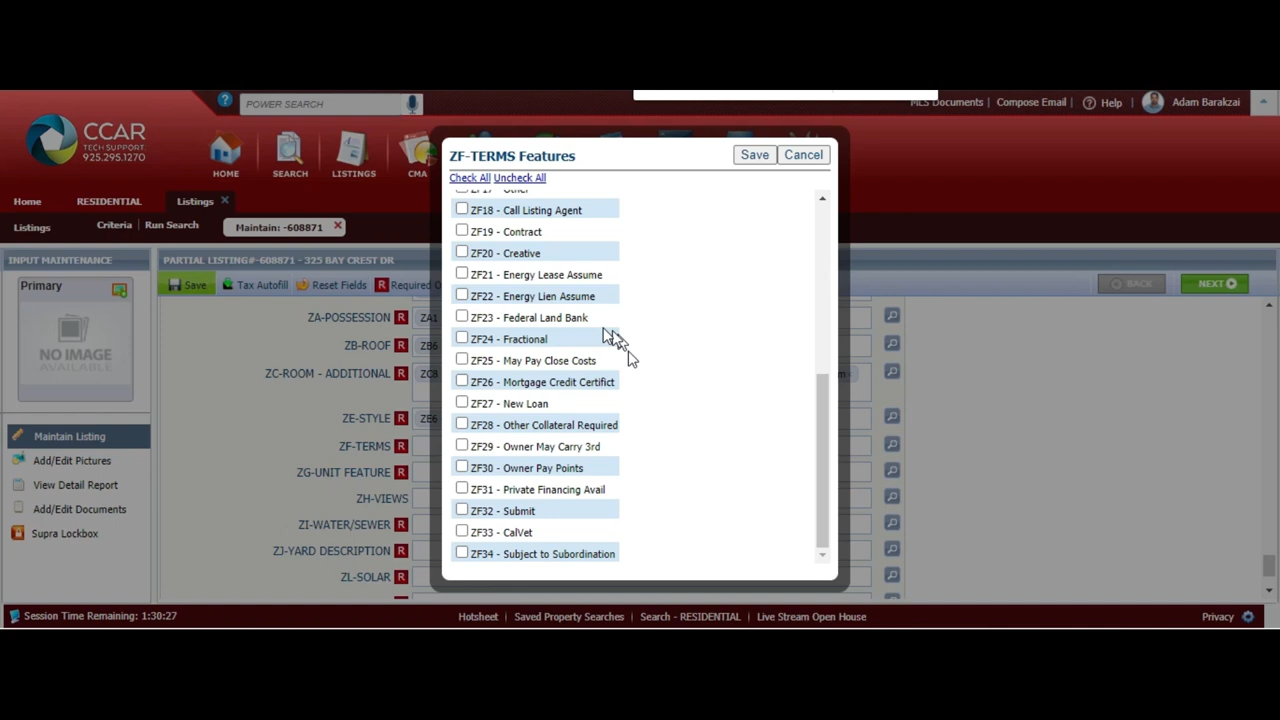 POWER SEARCH
MLS Documents
Compose Email
Help
Adam Barakzai
CCAR
TECH SUPPORT:
925.295.1270
HOME
SEARCH
LISTINGS
CMA
Home
RESIDENTIAL
Listings
Listings
Criteria
Run Search
Maintain: -608871
INPUT MAINTENANCE
Primary
NO IMAGE
AVAILABLE
Maintain Listing
Add/Edit Pictures
View Detail Report
Add/Edit Documents
Supra Lockbox
PARTIAL LISTING#-608871 - 325 BAY CREST DR
Save
Tax Autofill
Reset Fields
R Required
BACK
NEXT
ZA-POSSESSION R ZA1
ZB-ROOF R ZB6
ZC-ROOM - ADDITIONAL R
ZE-STYLE R ZE6
ZF-TERMS R
ZG-UNIT FEATURE R
ZH-VIEWS
ZI-WATER/SEWER R
ZJ-YARD DESCRIPTION R
ZL-SOLAR R
ZF-TERMS Features
Save
Cancel
Check All Uncheck All
ZF17 - Other
ZF18 - Call Listing Agent
ZF19 - Contract
ZF20 - Creative
ZF21 - Energy Lease Assume
ZF22 - Energy Lien Assume
ZF23 - Federal Land Bank
ZF24 - Fractional
ZF25 - May Pay Close Costs
ZF26 - Mortgage Credit Certifict
ZF27 - New Loan
ZF28 - Other Collateral Required
ZF29 - Owner May Carry 3rd
ZF30 - Owner Pay Points
ZF31 - Private Financing Avail
ZF32 - Submit
ZF33 - CalVet
ZF34 - Subject to Subordination
Session Time Remaining: 1:30:27
Hotsheet | Saved Property Searches | Search - RESIDENTIAL | Live Stream Open House
Privacy